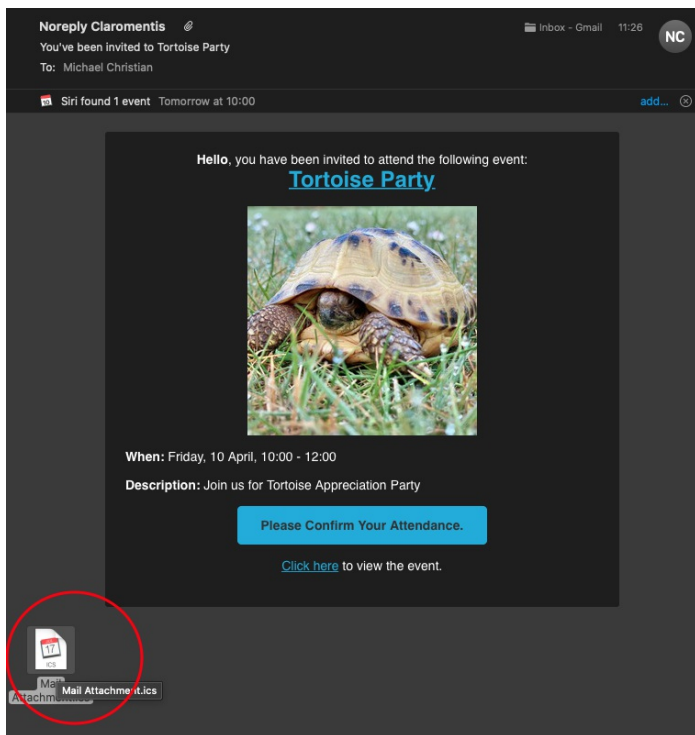 Noreply Claromentis
Inbox - Gmail 11:26
NC
You've been invited to Tortoise Party
To: Michael Christian
Siri found 1 event Tomorrow at 10:00 add...
Hello, you have been invited to attend the following event:
Tortoise Party
When: Friday, 10 April, 10:00 - 12:00
Description: Join us for Tortoise Appreciation Party
Please Confirm Your Attendance.
Click here to view the event.
17
ICS
Mail
Mail Attachment.ics